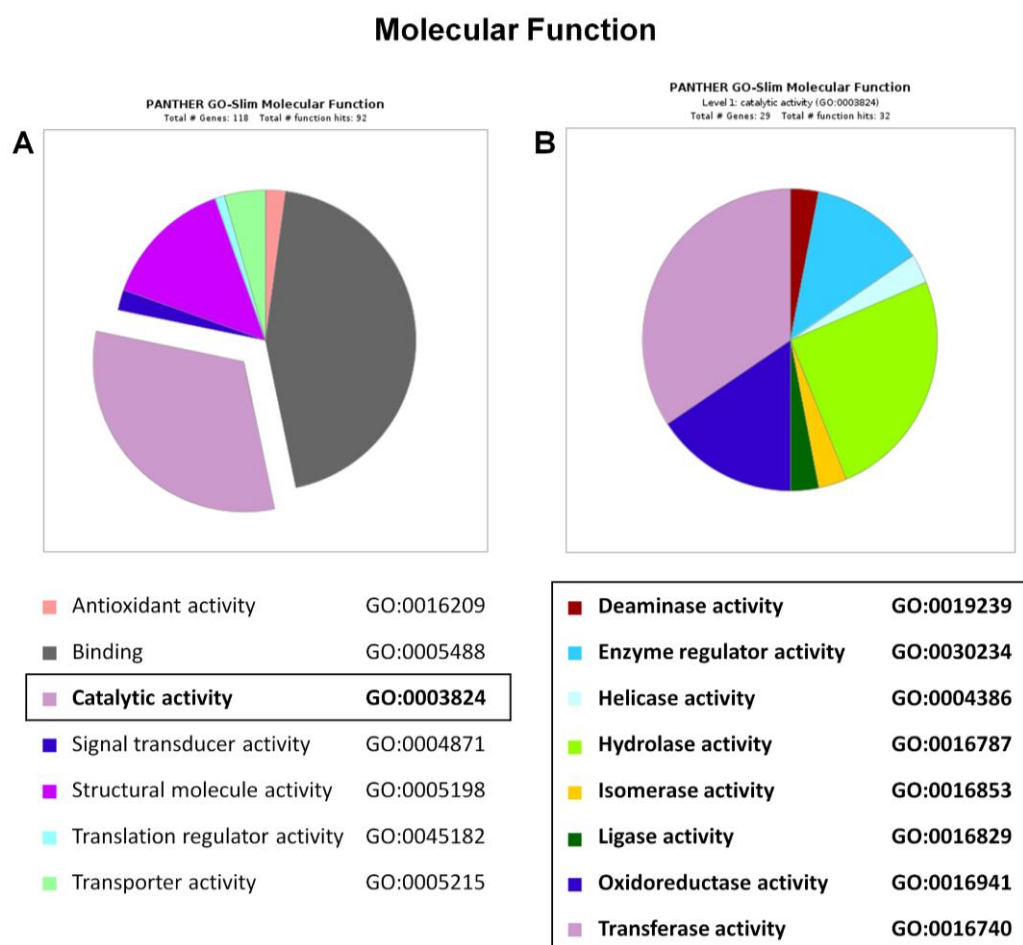 Molecular Function
PANTHER GO-Slim Molecular Function
Total # Genes: 118 Total # function hits: 92
A
PANTHER GO-Slim Molecular Function
Level 1: catalytic activity (GO:0003824)
Total # Genes: 29 Total # function hits: 32
B
Antioxidant activity GO:0016209
Binding GO:0005488
Catalytic activity GO:0003824
Signal transducer activity GO:0004871
Structural molecule activity GO:0005198
Translation regulator activity GO:0045182
Transporter activity GO:0005215
Deaminase activity GO:0019239
Enzyme regulator activity GO:0030234
Helicase activity GO:0004386
Hydrolase activity GO:0016787
Isomerase activity GO:0016853
Ligase activity GO:0016829
Oxidoreductase activity GO:0016941
Transferase activity GO:0016740